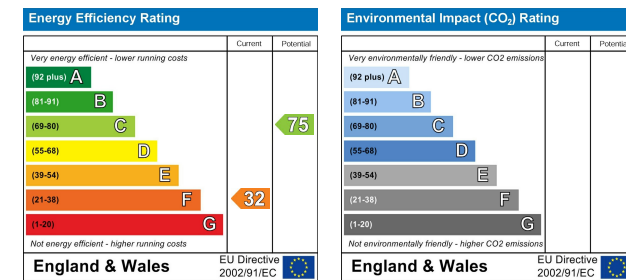 Energy Efficiency Rating
Current Potential
Very energy efficient - lower running costs
(92 plus) A
(81-91) B
(69-80) C
75
(55-68) D
(39-54) E
(21-38) F
32
(1-20) G
Not energy efficient - higher running costs
England & Wales
EU Directive
2002/91/EC
Environmental Impact (CO2) Rating
Current Potential
Very environmentally friendly - lower CO2 emissions
(92 plus) A
(81-91) B
(69-80) C
(55-68) D
(39-54) E
(21-38) F
(1-20) G
Not environmentally friendly - higher CO2 emissions
England & Wales
EU Directive
2002/91/EC